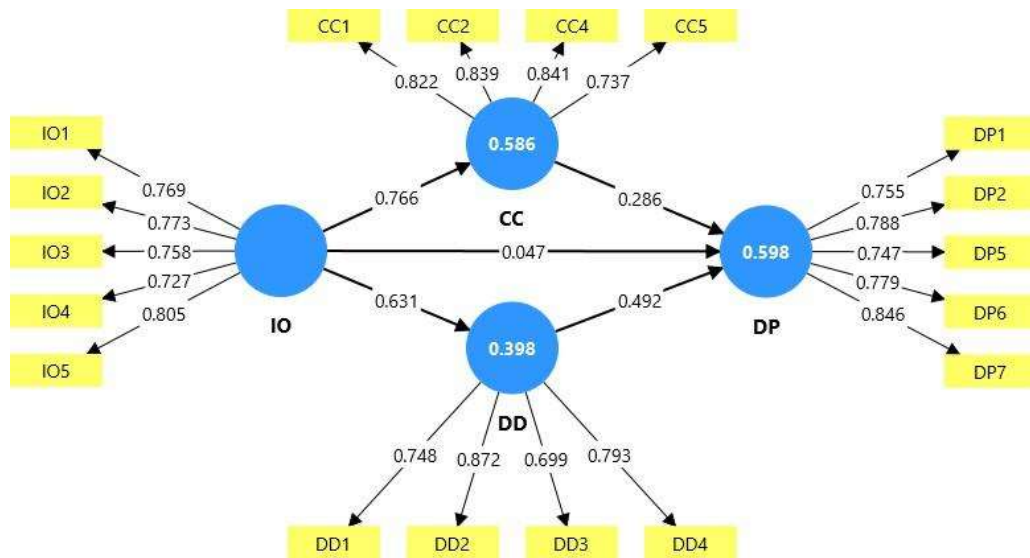 CC1 CC2 CC4 CC5
0.822 0.839 0.841 0.737
IO1
IO2
IO3
IO4
IO5
0.769
0.773
0.758
0.727
0.805
IO
0.766
0.586
CC
0.286
0.047
0.631
0.398
DD
0.492
0.598
DP
0.755
0.788
0.747
0.779
0.846
DP1
DP2
DP5
DP6
DP7
0.748 0.872 0.699 0.793
DD1 DD2 DD3 DD4